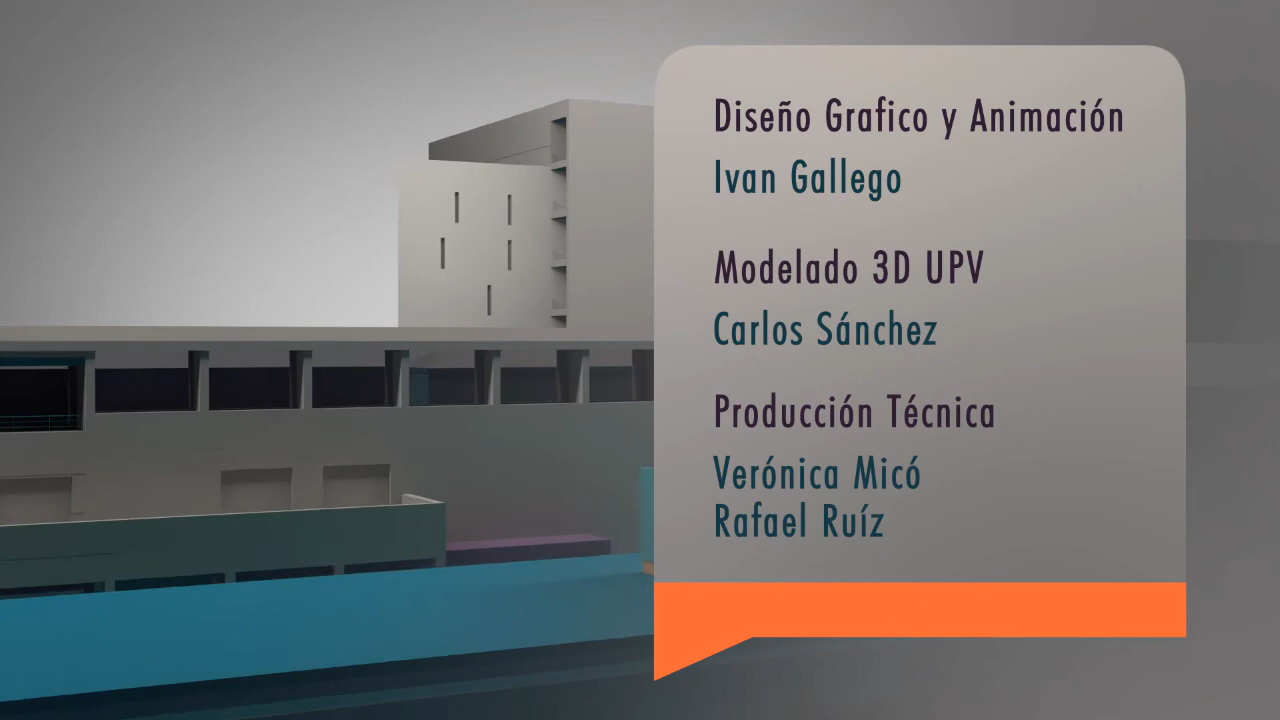 Diseño Grafico y Animación
Ivan Gallego
Modelado 3D UPV
Carlos Sánchez
Producción Técnica
Verónica Micó
Rafael Ruíz